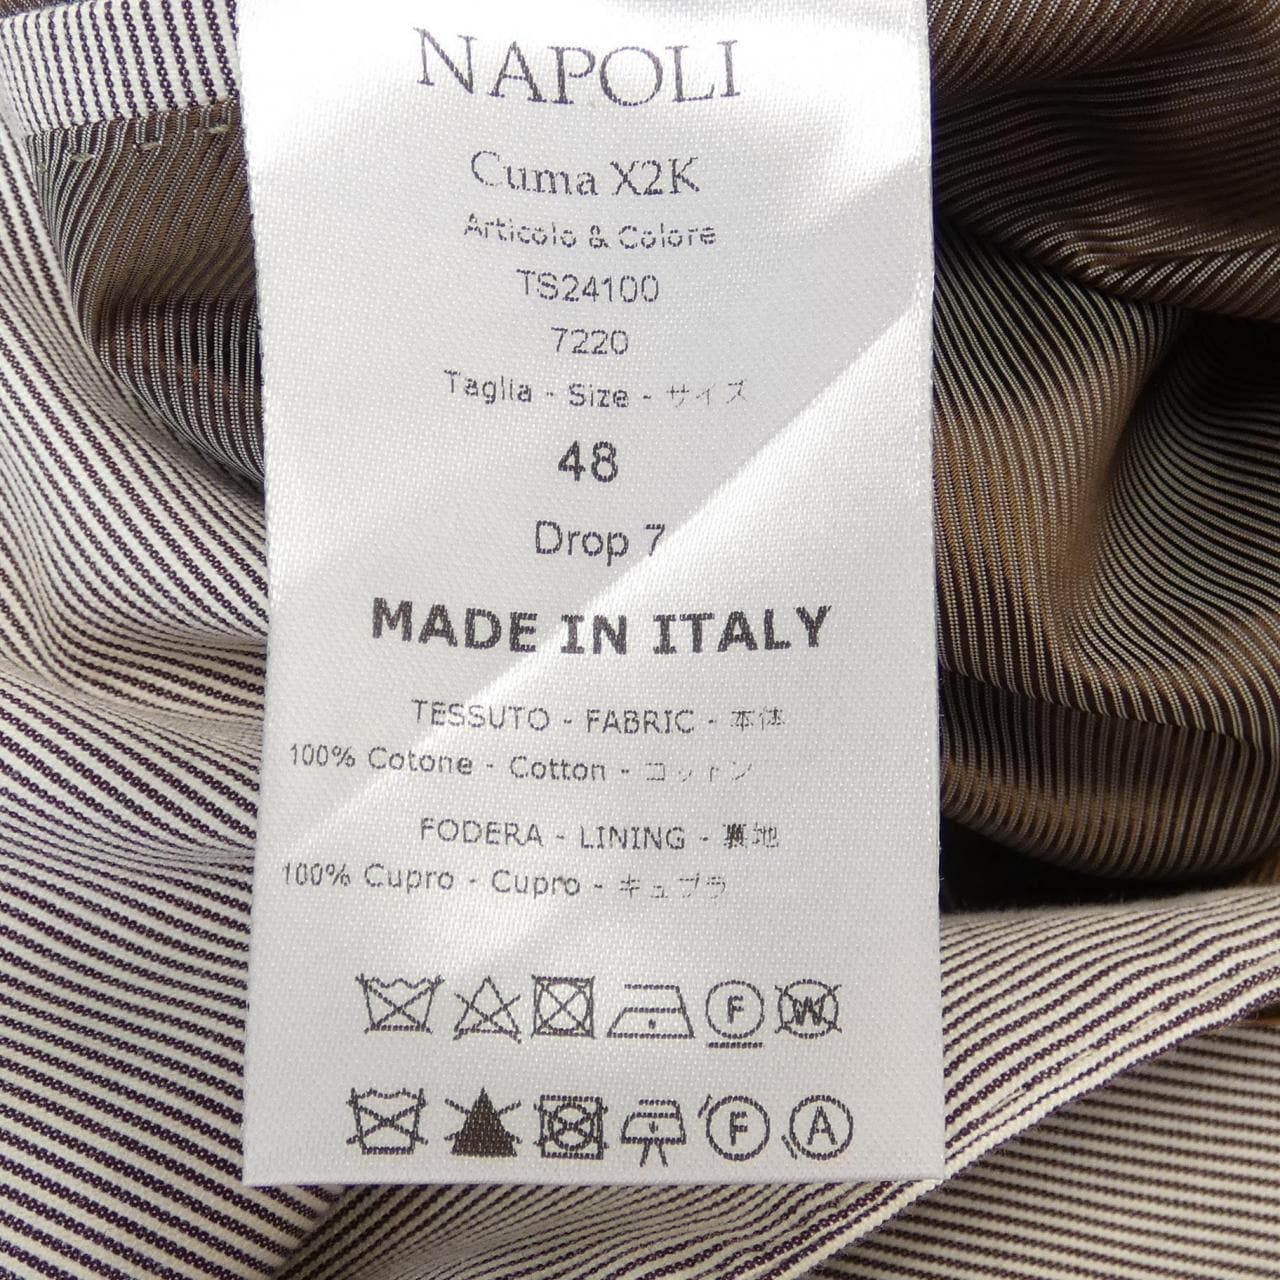 NAPOLI
Cuma X2K
Articolo & Colore
TS24100
7220
Taglia - Size - サイズ
48
Drop 7
MADE IN ITALY
TESSUTO - FABRIC - 本体
100% Cotone - Cotton - コットン
FODERA - LINING - 裏地
100% Cupro - Cupro - キュプラ
F W
F A